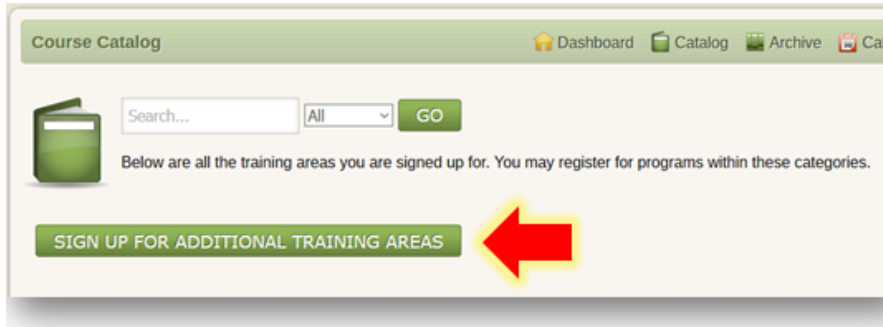 Course Catalog Dashboard Catalog Archive Ca
Search... All GO
Below are all the training areas you are signed up for. You may register for programs within these categories.
SIGN UP FOR ADDITIONAL TRAINING AREAS